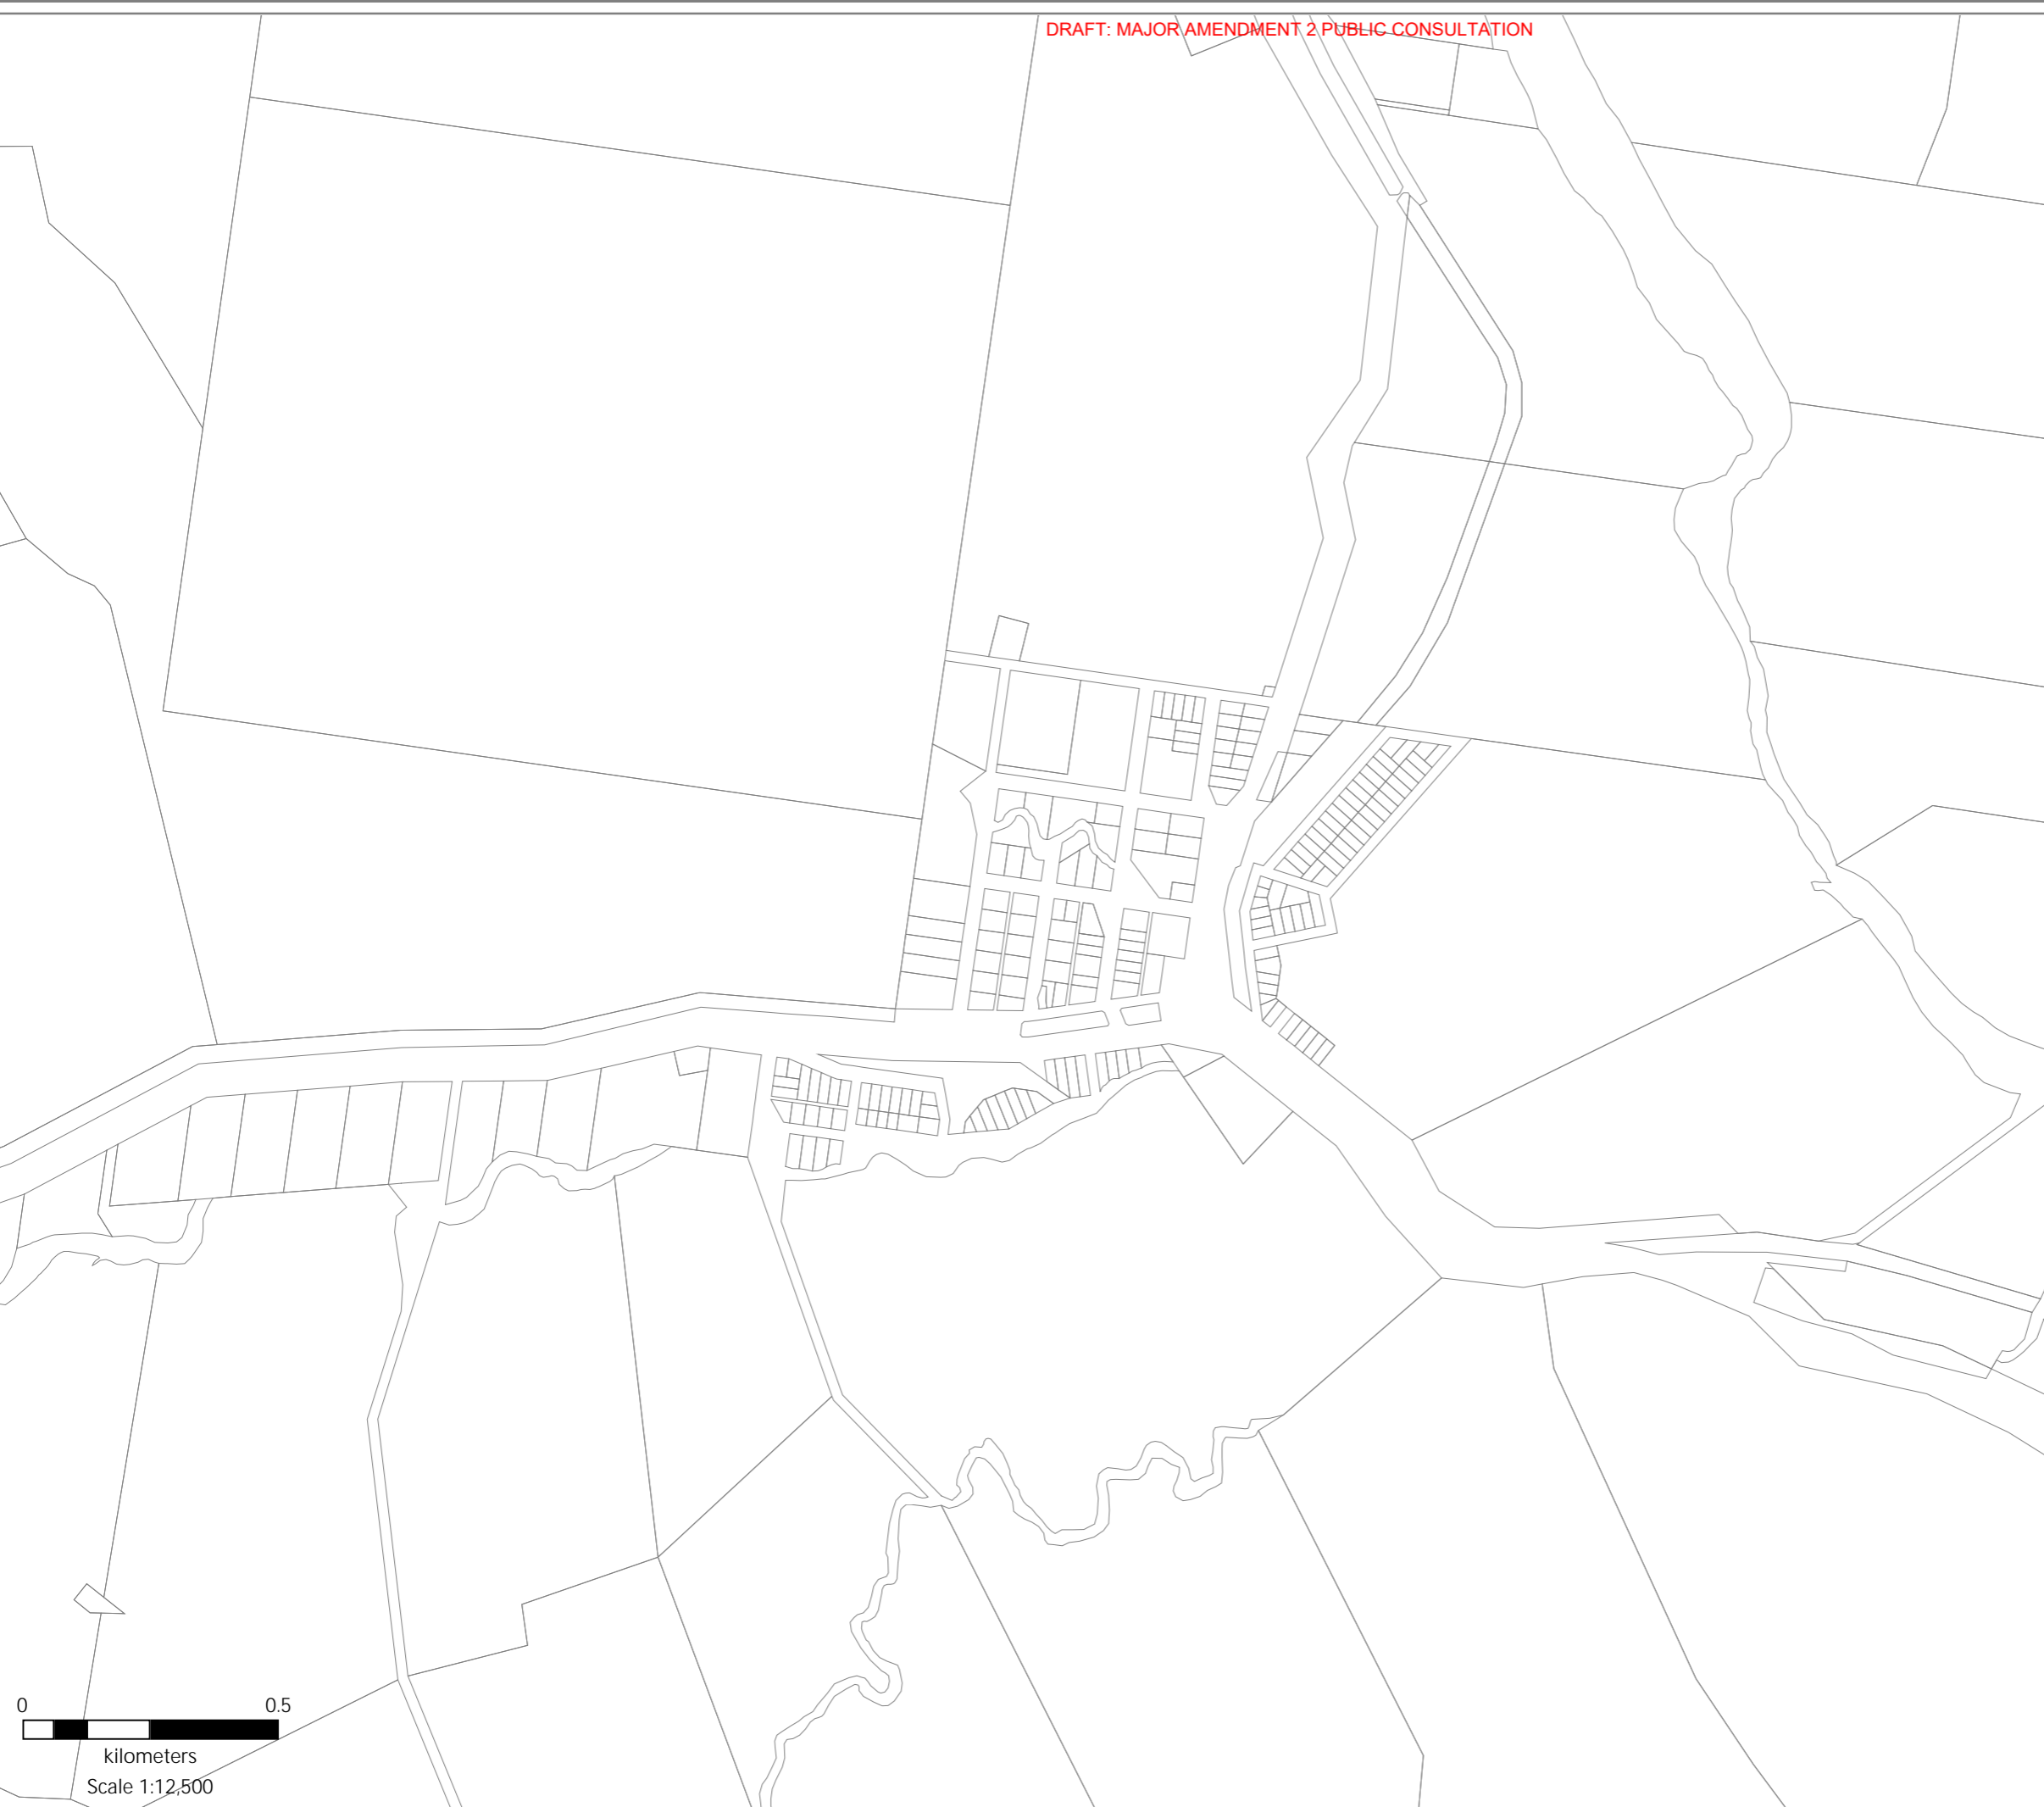 DRAFT: MAJOR AMENDMENT 2 PUBLIC CONSULTATION
0 0.5
kilometers
Scale 1:12,500